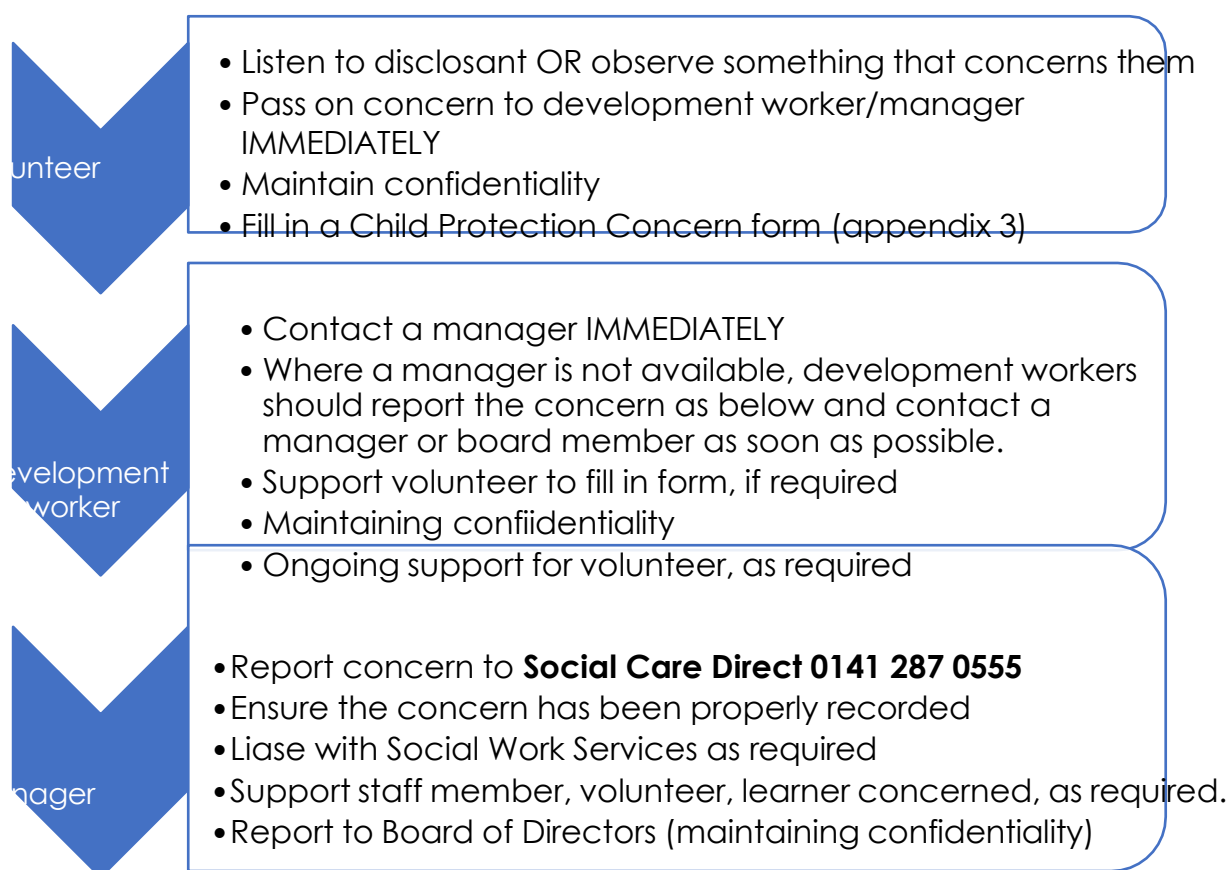 • Listen to disclosant OR observe something that concerns them
• Pass on concern to development worker/manager
IMMEDIATELY
• Maintain confidentiality
• Fill in a Child Protection Concern form (appendix 3)
unteer
• Contact a manager IMMEDIATELY
• Where a manager is not available, development workers
should report the concern as below and contact a
manager or board member as soon as possible.
• Support volunteer to fill in form, if required
• Maintaining confiidentiality
• Ongoing support for volunteer, as required
evelopment
worker
• Report concern to Social Care Direct 0141 287 0555
• Ensure the concern has been properly recorded
• Liase with Social Work Services as required
• Support staff member, volunteer, learner concerned, as required.
• Report to Board of Directors (maintaining confidentiality)
nager